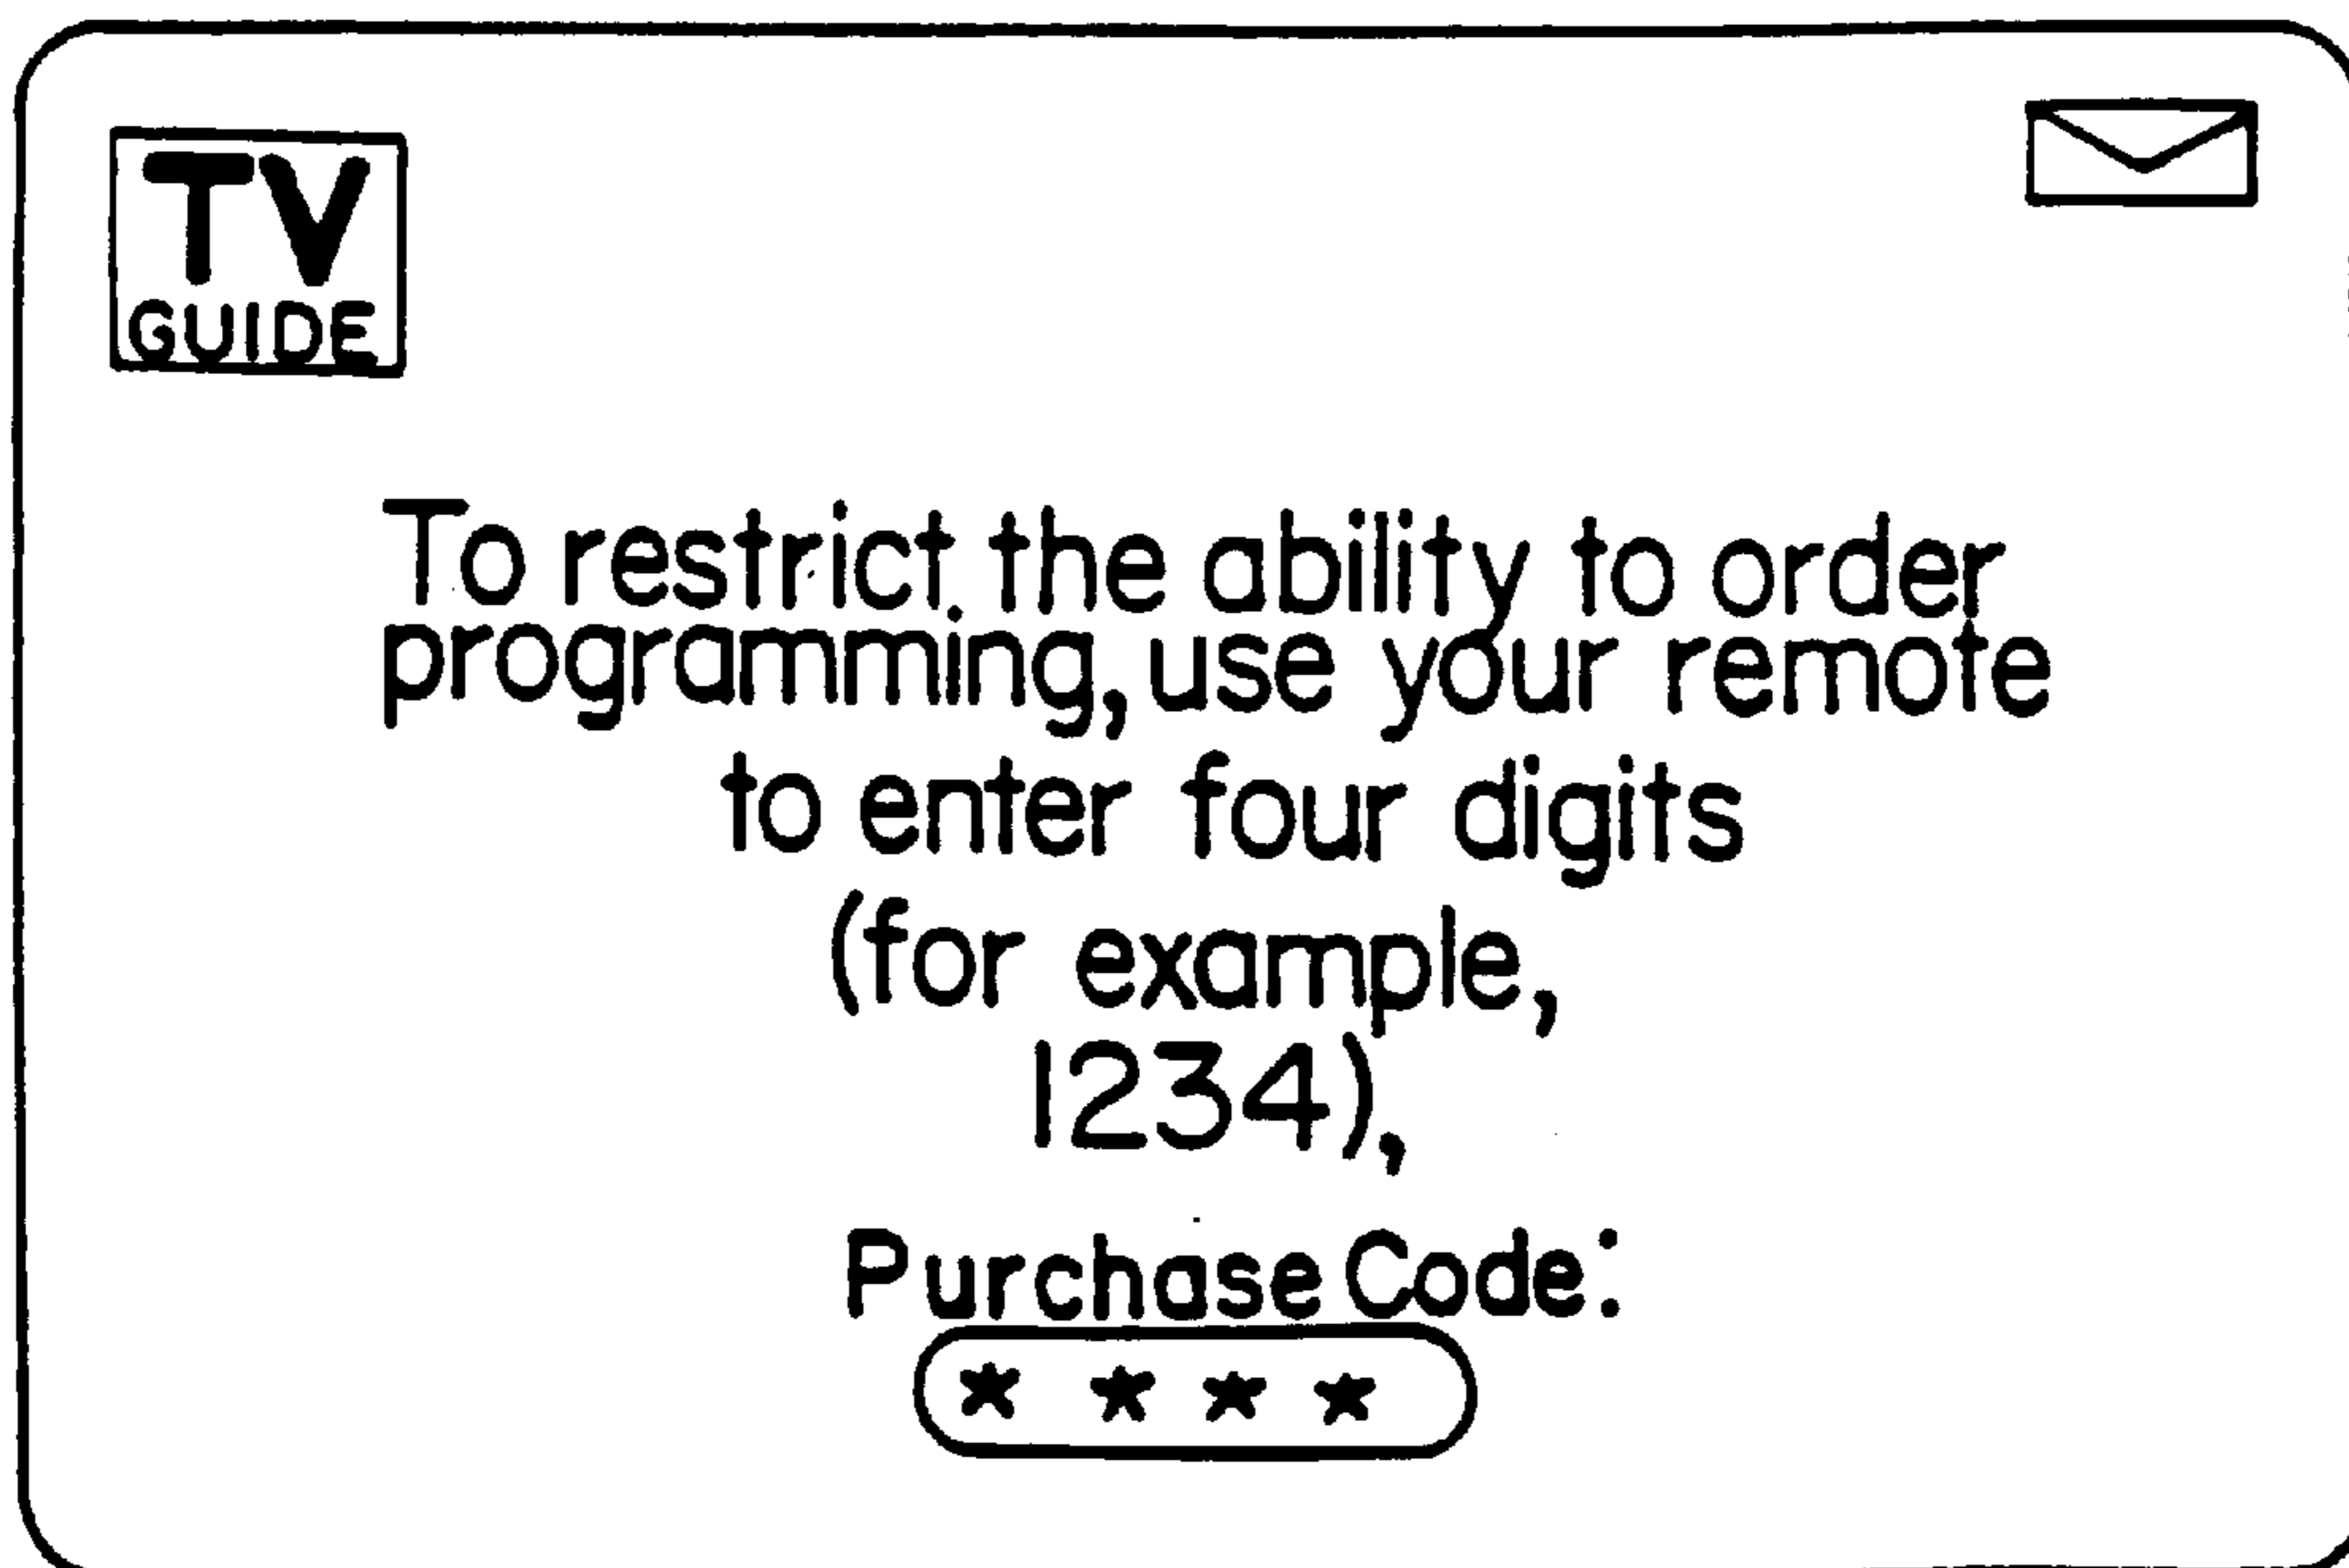 TV
GUIDE
To restrict the ability to order
programming, use your remote
to enter four digits
(for example,
1234),
Purchase Code:
* * * *